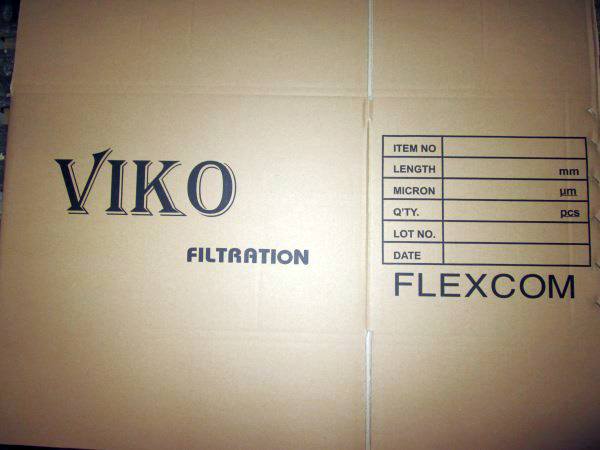 VIKO
FILTRATION
ITEM NO
LENGTH mm
MICRON µm
Q'TY. pcs
LOT NO.
DATE
FLEXCOM